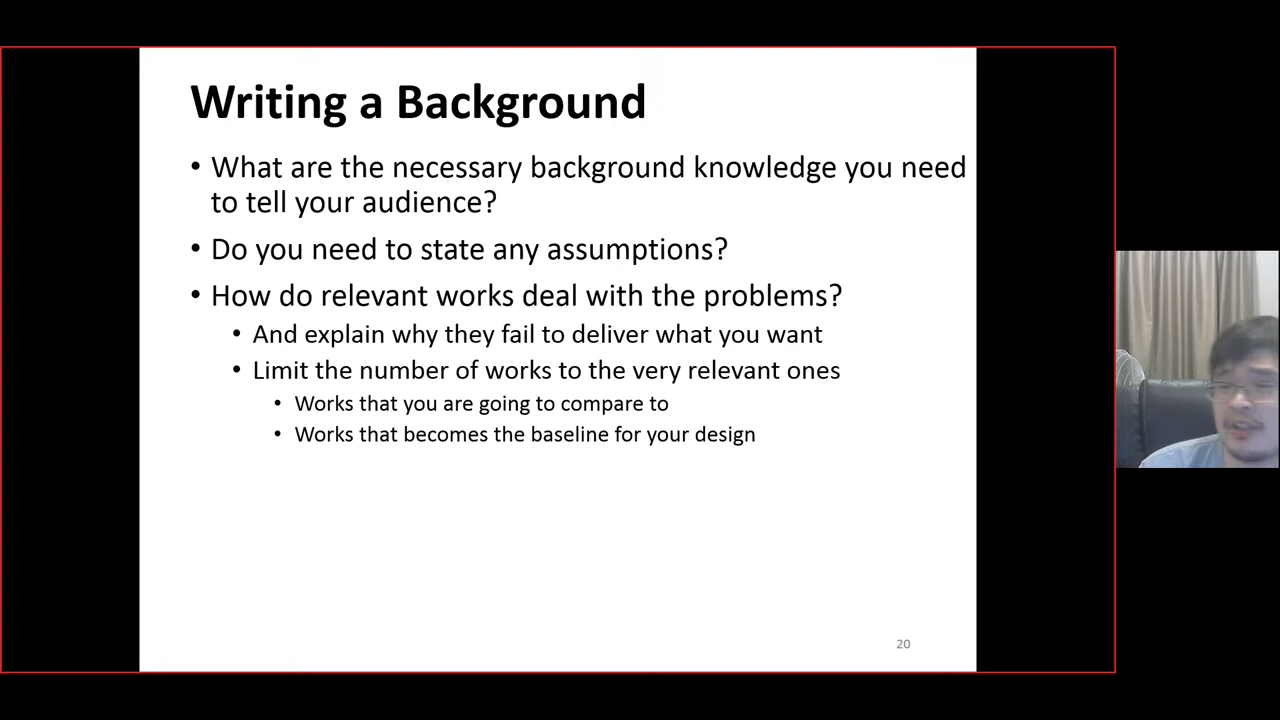 Writing a Background
• What are the necessary background knowledge you need
to tell your audience?
• Do you need to state any assumptions?
• How do relevant works deal with the problems?
• And explain why they fail to deliver what you want
• Limit the number of works to the very relevant ones
• Works that you are going to compare to
• Works that becomes the baseline for your design
20